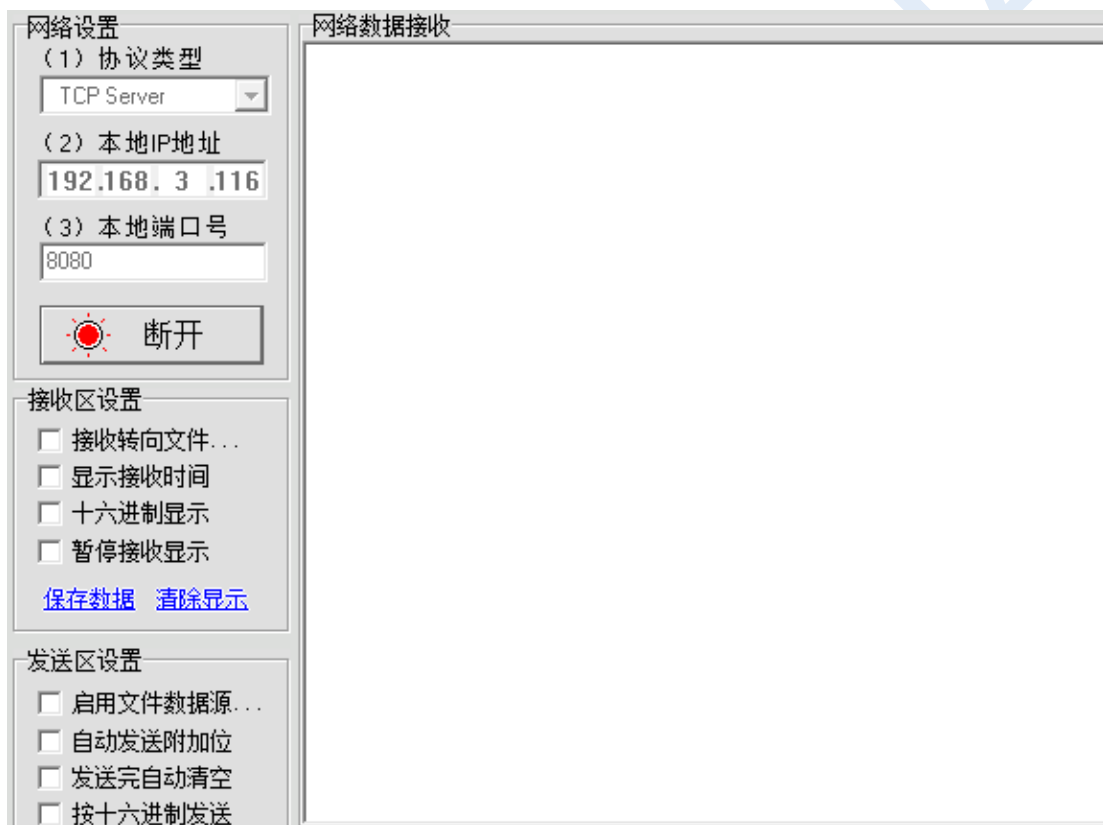 网络设置
(1) 协议类型
TCP Server
(2) 本地IP地址
192.168. 3 .116
(3) 本地端口号
8080
断开
接收区设置
接收转向文件...
显示接收时间
十六进制显示
暂停接收显示
保存数据 清除显示
发送区设置
启用文件数据源...
自动发送附加位
发送完自动清空
按十六进制发送
网络数据接收